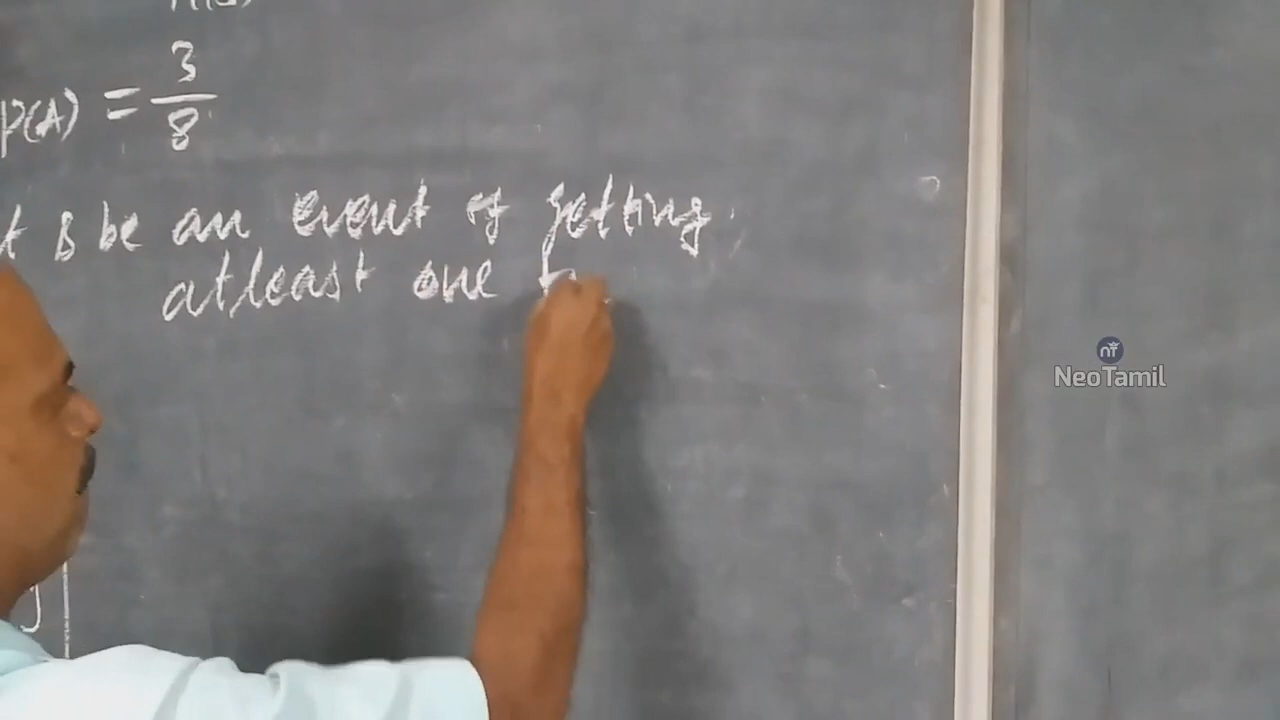 P(A) = 3/8
B be an event of getting
atleast one
NeoTamil